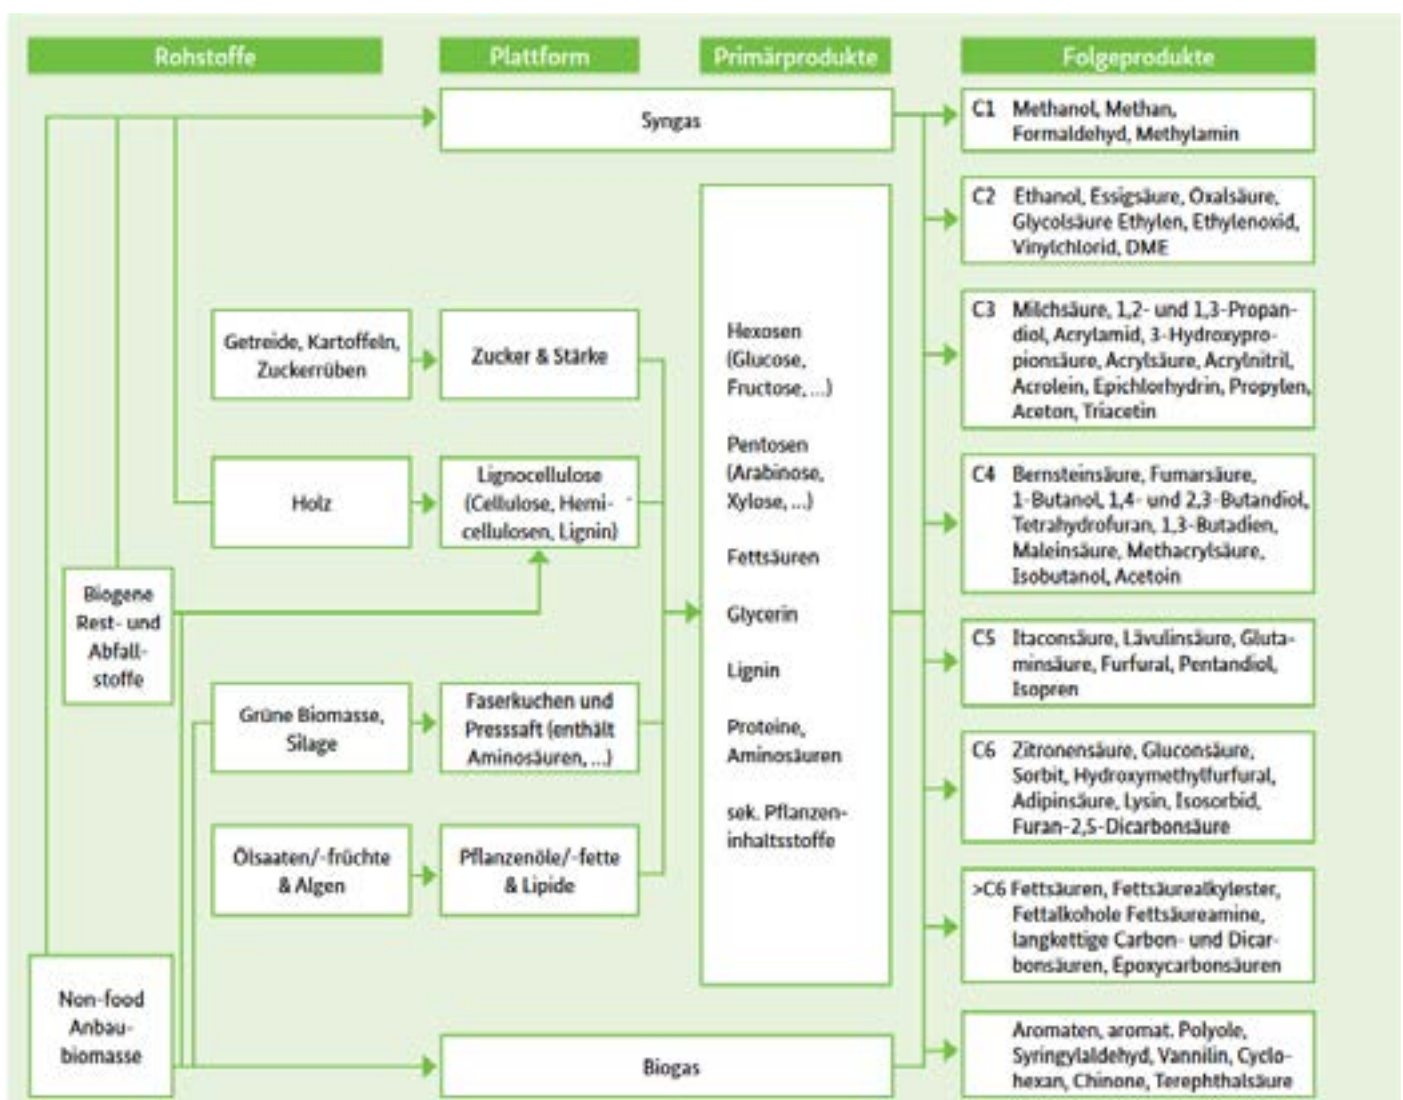 Rohstoffe
Plattform
Primärprodukte
Folgeprodukte
Syngas
C1 Methanol, Methan,
Formaldehyd, Methylamin
C2 Ethanol, Essigsäure, Oxalsäure,
Glycolsäure Ethylen, Ethylenoxid,
Vinylchlorid, DME
Getreide, Kartoffeln,
Zuckerrüben
Zucker & Stärke
Hexosen
(Glucose,
Fructose, ...)
Pentosen
(Arabinose,
Xylose, ...)
Fettsäuren
Glycerin
Lignin
Proteine,
Aminosäuren
sek. Pflanzen-
inhaltsstoffe
C3 Milchsäure, 1,2- und 1,3-Propan-
diol, Acrylamid, 3-Hydroxypro-
pionsäure, Acrylsäure, Acrylnitril,
Acrolein, Epichlorhydrin, Propylen,
Aceton, Triacetin
Holz
Lignocellulose
(Cellulose, Hemi-
cellulosen, Lignin)
C4 Bernsteinsäure, Fumarsäure,
1-Butanol, 1,4- und 2,3-Butandiol,
Tetrahydrofuran, 1,3-Butadien,
Maleinsäure, Methacrylsäure,
Isobutanol, Acetoin
Biogene
Rest- und
Abfall-
stoffe
C5 Itaconsäure, Lävulinsäure, Gluta-
minsäure, Furfural, Pentandiol,
Isopren
Grüne Biomasse,
Silage
Faserkuchen und
Presssaft (enthält
Aminosäuren, ...)
C6 Zitronensäure, Gluconsäure,
Sorbit, Hydroxymethylfurfural,
Adipinsäure, Lysin, Isosorbid,
Furan-2,5-Dicarbonsäure
Ölsaaten/-früchte
& Algen
Pflanzenöle/-fette
& Lipide
>C6 Fettsäuren, Fettsäurealkylester,
Fettalkohole Fettsäureamine,
langkettige Carbon- und Dicar-
bonsäuren, Epoxycarbonsäuren
Non-food
Anbau-
biomasse
Biogas
Aromaten, aromat. Polyole,
Syringylaldehyd, Vannilin, Cyclo-
hexan, Chinone, Terephthalsäure